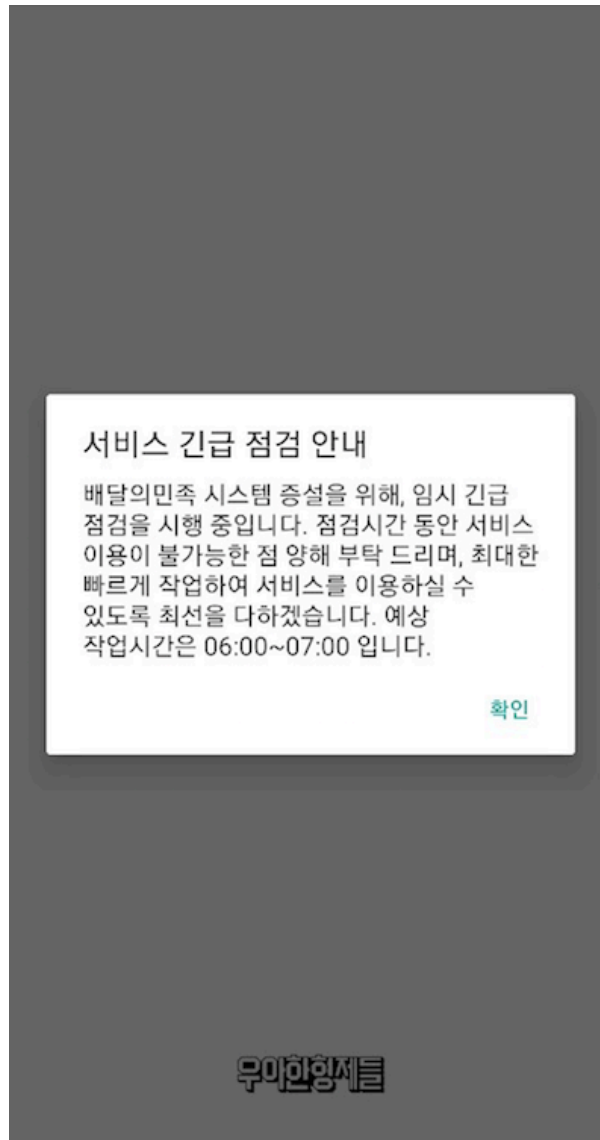 서비스 긴급 점검 안내
배달의민족 시스템 증설을 위해, 임시 긴급
점검을 시행 중입니다. 점검시간 동안 서비스
이용이 불가능한 점 양해 부탁 드리며, 최대한
빠르게 작업하여 서비스를 이용하실 수
있도록 최선을 다하겠습니다. 예상
작업시간은 06:00~07:00 입니다.
확인
우아한형제들